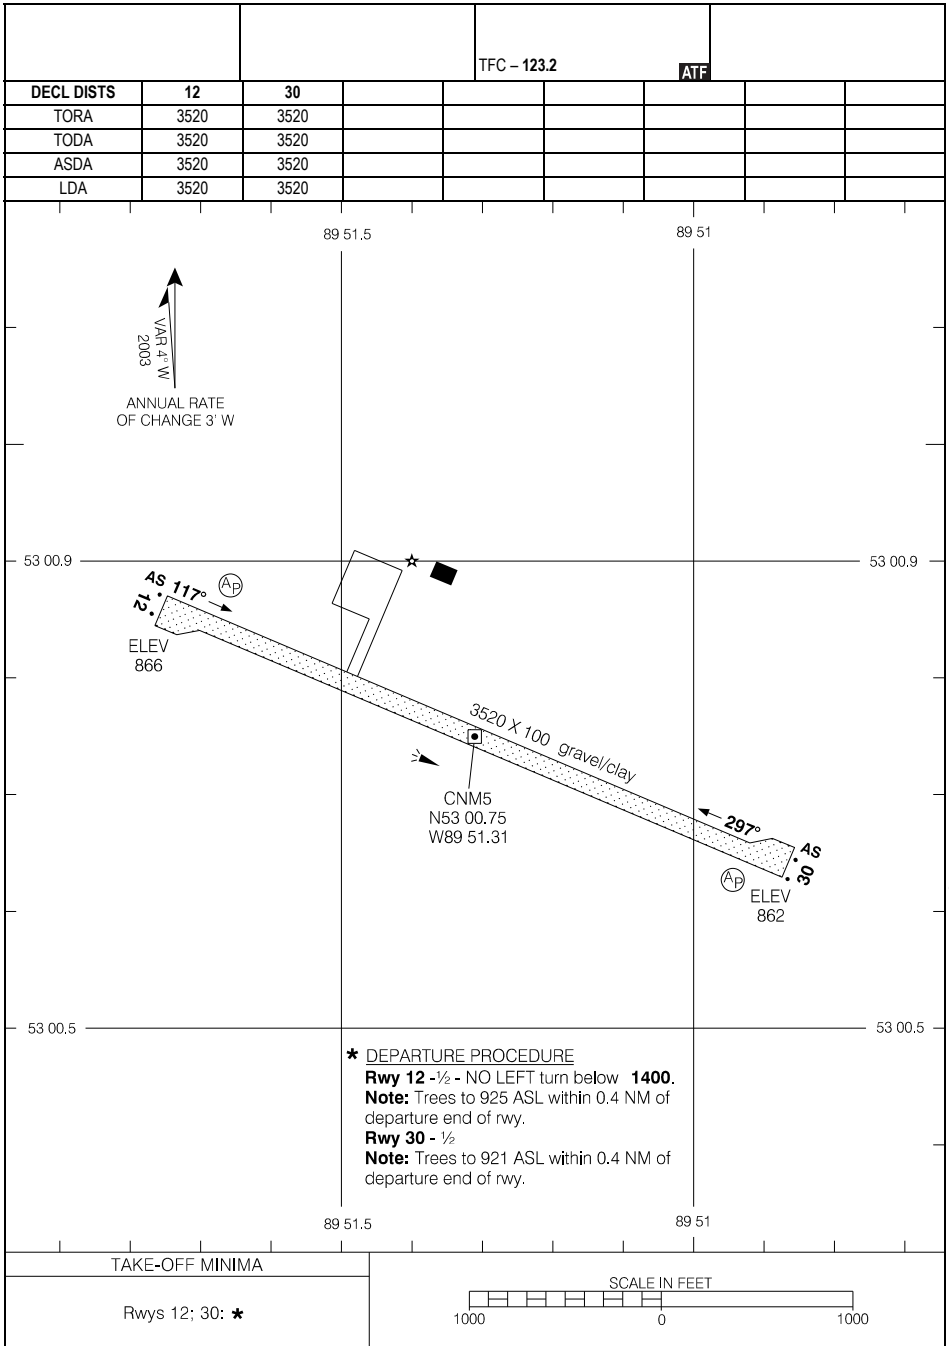 TFC – 123.2 ATF
DECL DISTS 12 30
TORA 3520 3520
TODA 3520 3520
ASDA 3520 3520
LDA 3520 3520
89 51.5 89 51
VAR 4° W
2003
ANNUAL RATE
OF CHANGE 3' W
53 00.9 53 00.9
AS 117° AP
12
ELEV
866
3520 X 100 gravel/clay
CNM5
N53 00.75
W89 51.31
297°
AS
30
AP
ELEV
862
53 00.5 53 00.5
* DEPARTURE PROCEDURE
Rwy 12 -½ - NO LEFT turn below 1400.
Note: Trees to 925 ASL within 0.4 NM of
departure end of rwy.
Rwy 30 - ½
Note: Trees to 921 ASL within 0.4 NM of
departure end of rwy.
89 51.5 89 51
TAKE-OFF MINIMA
Rwys 12; 30: *
SCALE IN FEET
1000 0 1000